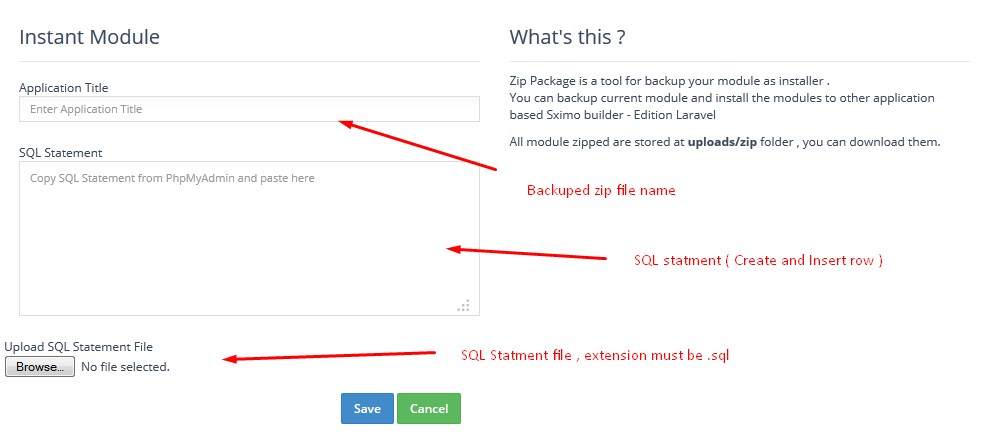 Instant Module
Application Title
Enter Application Title
SQL Statement
Copy SQL Statement from PhpMyAdmin and paste here
Upload SQL Statement File
Browse... No file selected.
Save Cancel
What's this ?
Zip Package is a tool for backup your module as installer .
You can backup current module and install the modules to other application
based Sximo builder - Edition Laravel
All module zipped are stored at uploads/zip folder , you can download them.
Backuped zip file name
SQL statment ( Create and Insert row )
SQL Statment file , extension must be .sql